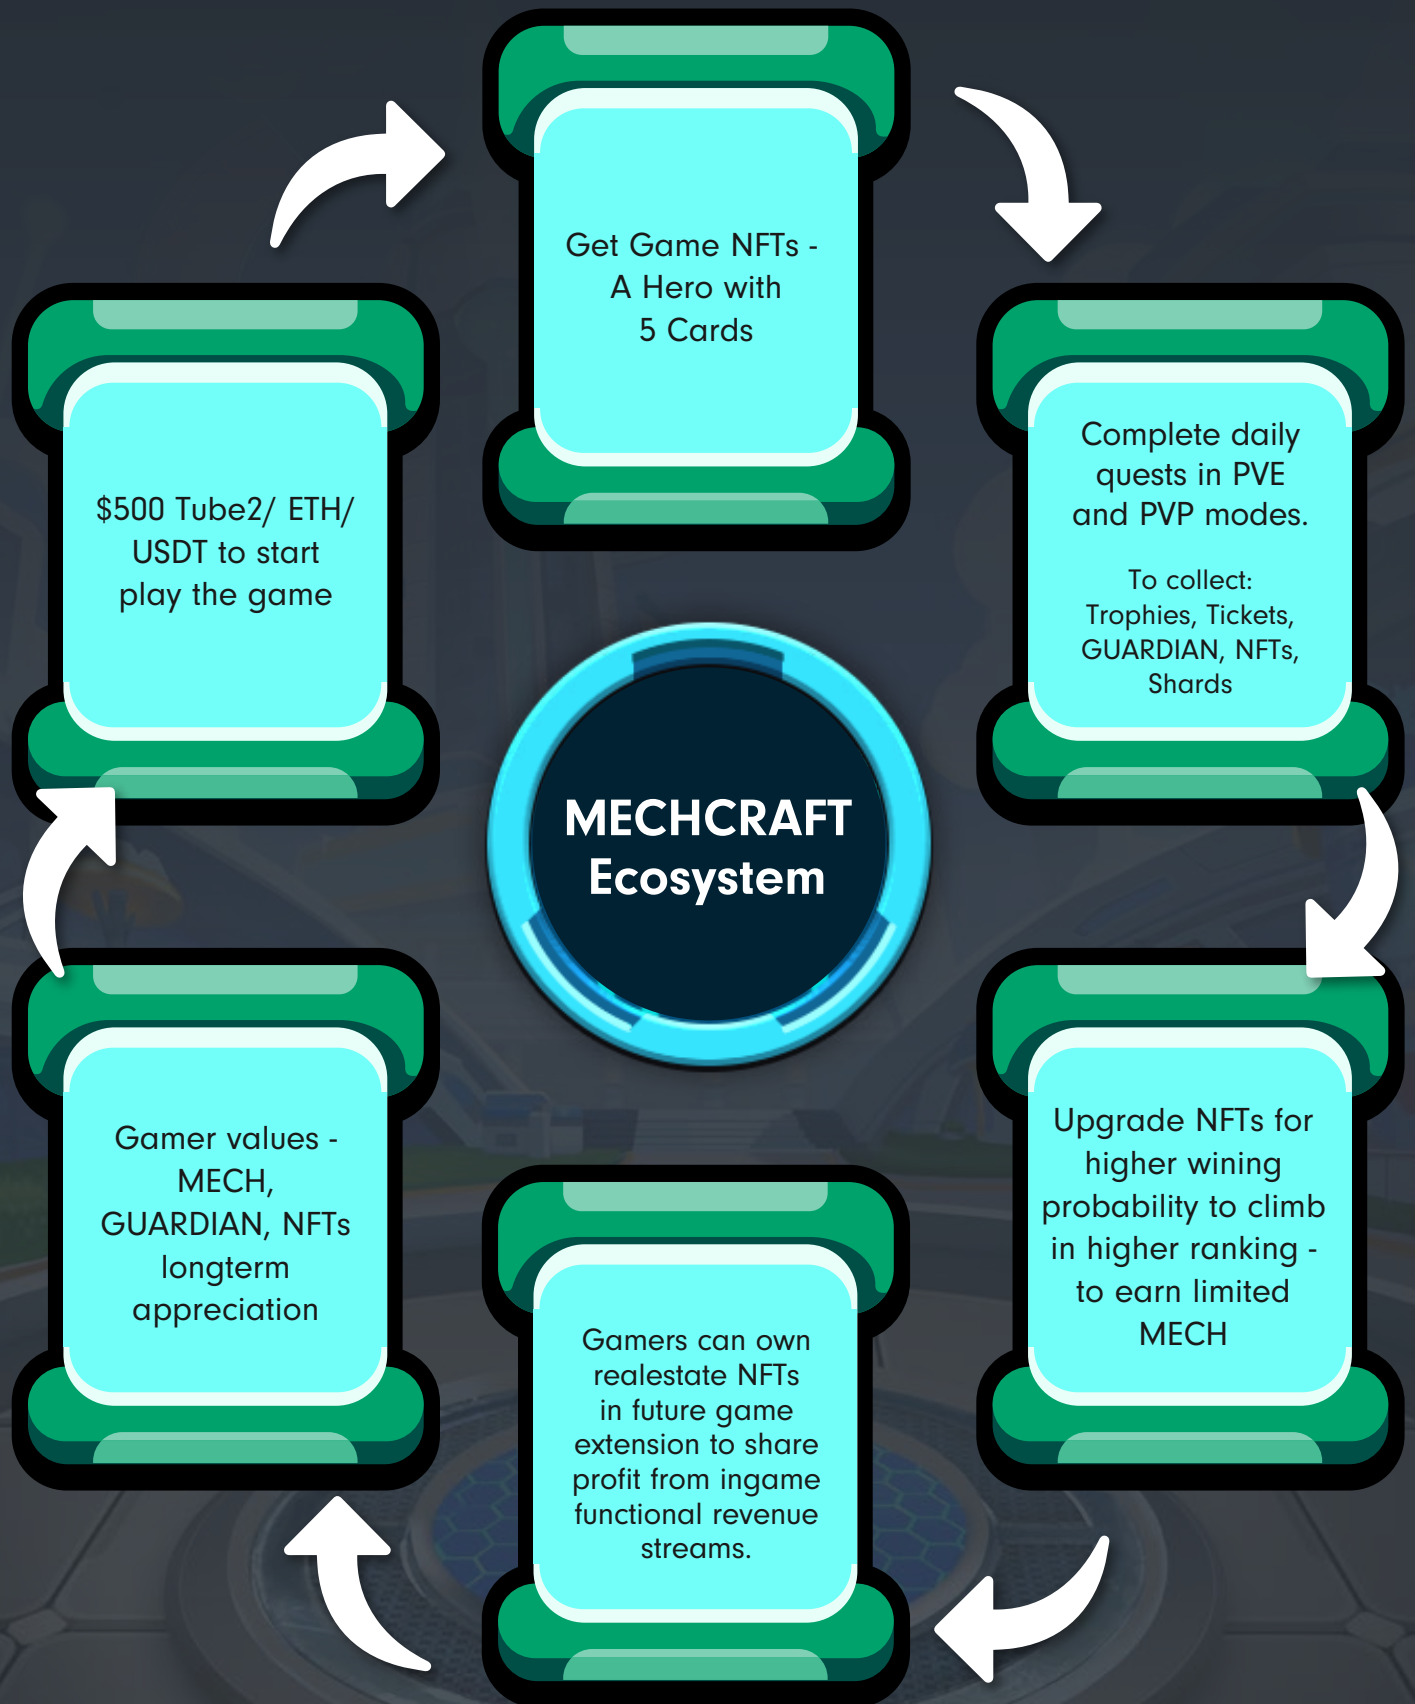 Get Game NFTs -
A Hero with
5 Cards
$500 Tube2/ ETH/
USDT to start
play the game
Complete daily
quests in PVE
and PVP modes.
To collect:
Trophies, Tickets,
GUARDIAN, NFTs,
Shards
MECHCRAFT
Ecosystem
Gamer values -
MECH,
GUARDIAN, NFTs
longterm
appreciation
Upgrade NFTs for
higher wining
probability to climb
in higher ranking -
to earn limited
MECH
Gamers can own
realestate NFTs
in future game
extension to share
profit from ingame
functional revenue
streams.